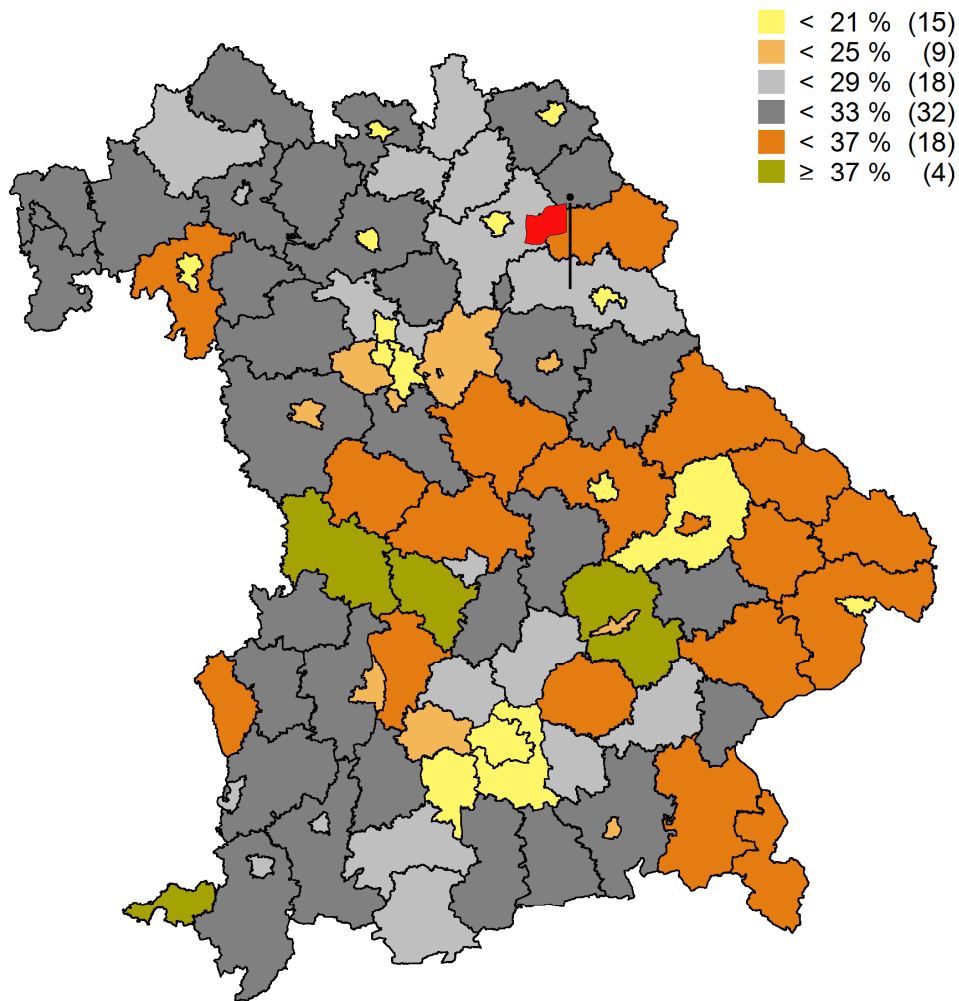 < 21 % (15)
< 25 % (9)
< 29 % (18)
< 33 % (32)
< 37 % (18)
≥ 37 % (4)